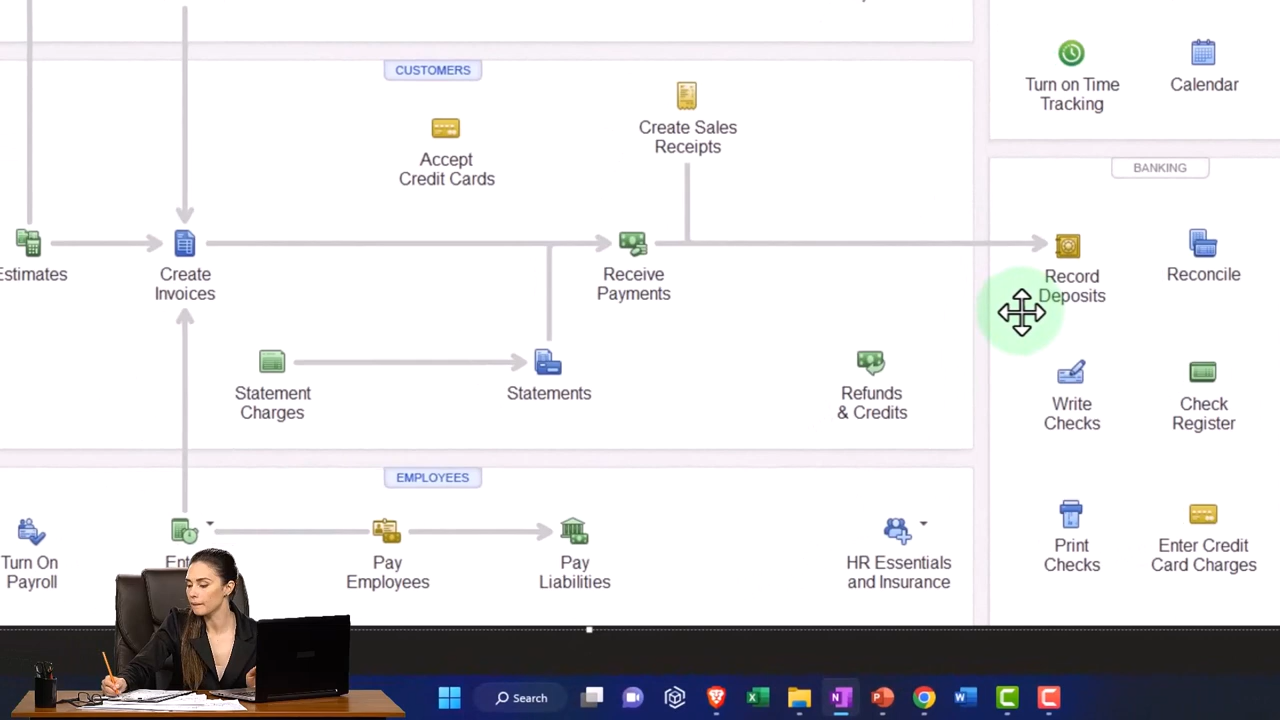 CUSTOMERS
Accept
Credit Cards
Create Sales
Receipts
Turn on Time
Tracking
Calendar
BANKING
Estimates
Create
Invoices
Receive
Payments
Record
Deposits
Reconcile
Statement
Charges
Statements
Refunds
& Credits
Write
Checks
Check
Register
EMPLOYEES
Turn On
Payroll
Pay
Employees
Pay
Liabilities
HR Essentials
and Insurance
Print
Checks
Enter Credit
Card Charges
Search